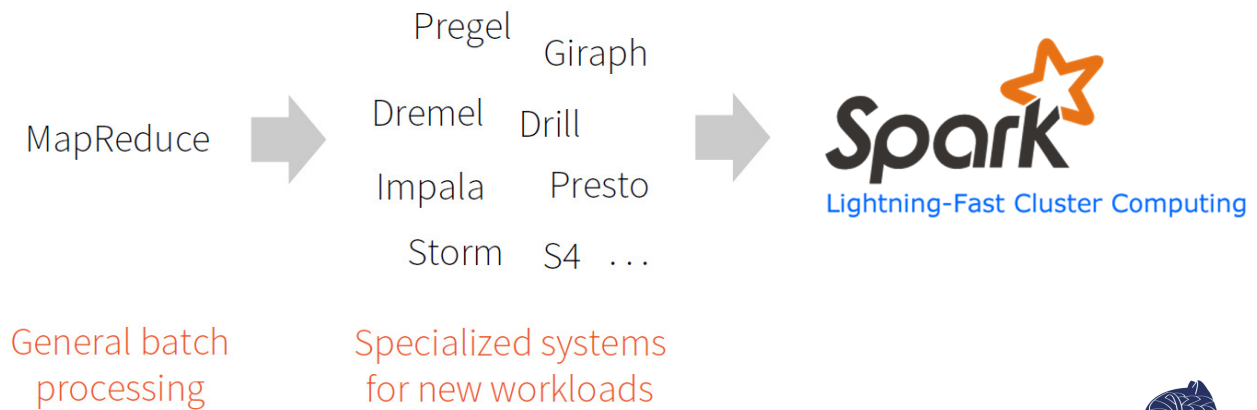 MapReduce
Pregel
Giraph
Dremel
Drill
Impala
Presto
Storm
S4 ...
Spark
Lightning-Fast Cluster Computing
General batch
processing
Specialized systems
for new workloads